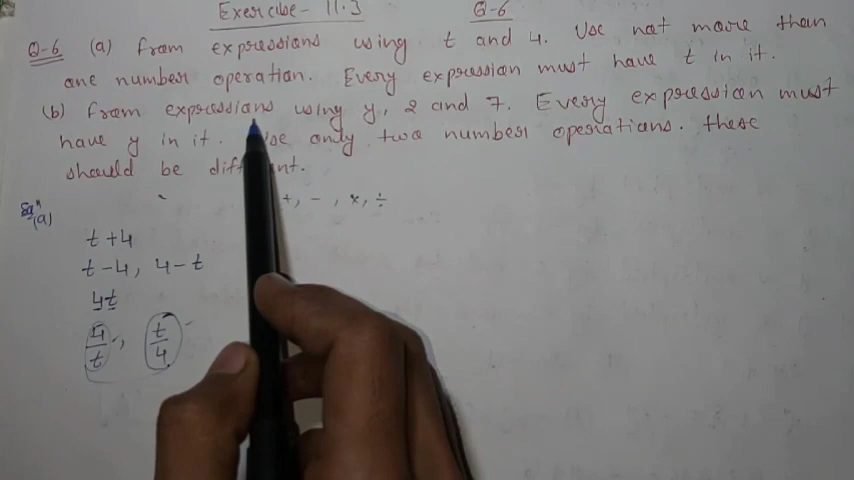 Exercise- 11.3 Q-6
Q-6 (a) from expressions using t and 4. Use not more than
one number operation. Every expression must have t in it.
(b) from expressions using y, 2 and 7. Every expression must
have y in it. use only two number operations. these
should be different.
+, -, ×, ÷
Solⁿ
(a)
t + 4
t - 4, 4 - t
4t
4/t, t/4